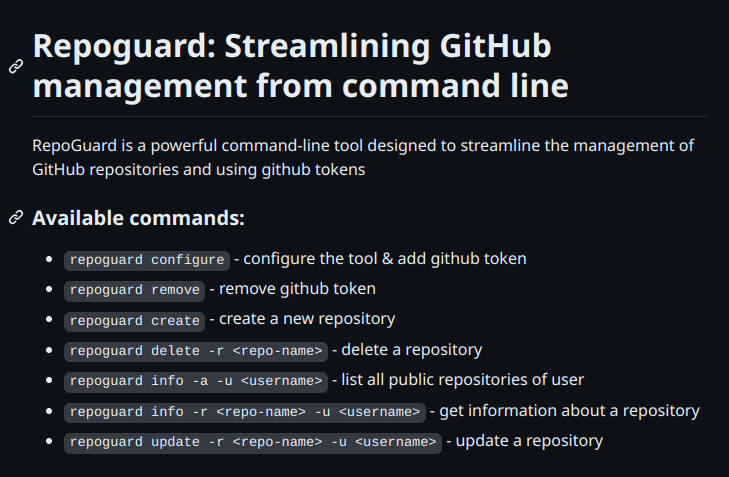 Repoguard: Streamlining GitHub
management from command line
RepoGuard is a powerful command-line tool designed to streamline the management of
GitHub repositories and using github tokens
Available commands:
repoguard configure - configure the tool & add github token
repoguard remove - remove github token
repoguard create - create a new repository
repoguard delete -r <repo-name> - delete a repository
repoguard info -a -u <username> - list all public repositories of user
repoguard info -r <repo-name> -u <username> - get information about a repository
repoguard update -r <repo-name> -u <username> - update a repository